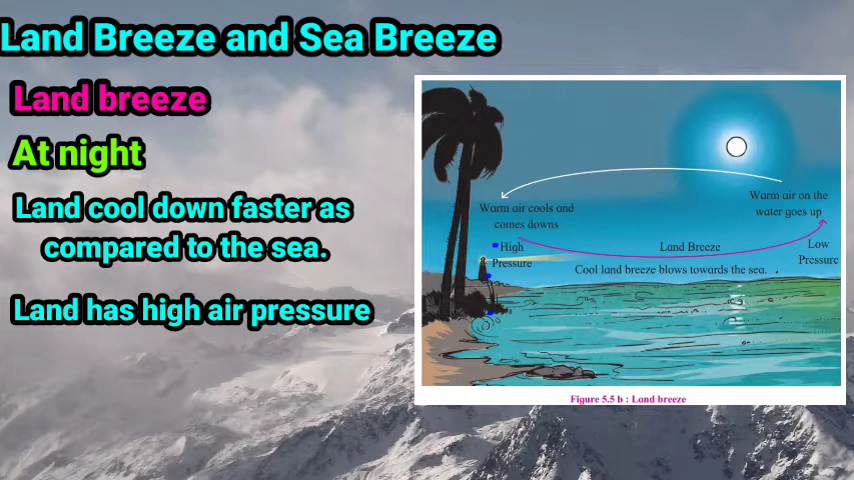 Land Breeze and Sea Breeze
Land breeze
At night
Land cool down faster as
compared to the sea.
Land has high air pressure
Warm air on the
water goes up
Warm air cools and
comes downs
High
Pressure
Land Breeze
Low
Pressure
Cool land breeze blows towards the sea.
Figure 5.5 b : Land breeze